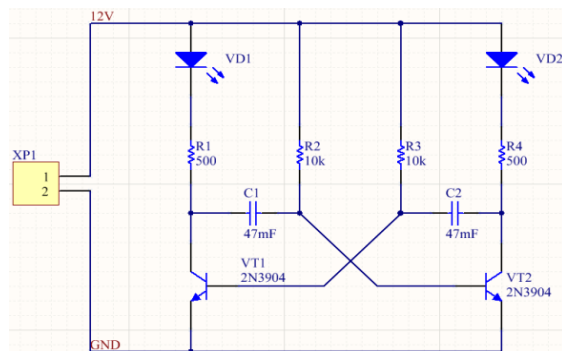 12V
VD1
VD2
R1
500
R2
10k
R3
10k
R4
500
XP1
1
2
C1
47mF
C2
47mF
VT1
2N3904
VT2
2N3904
GND